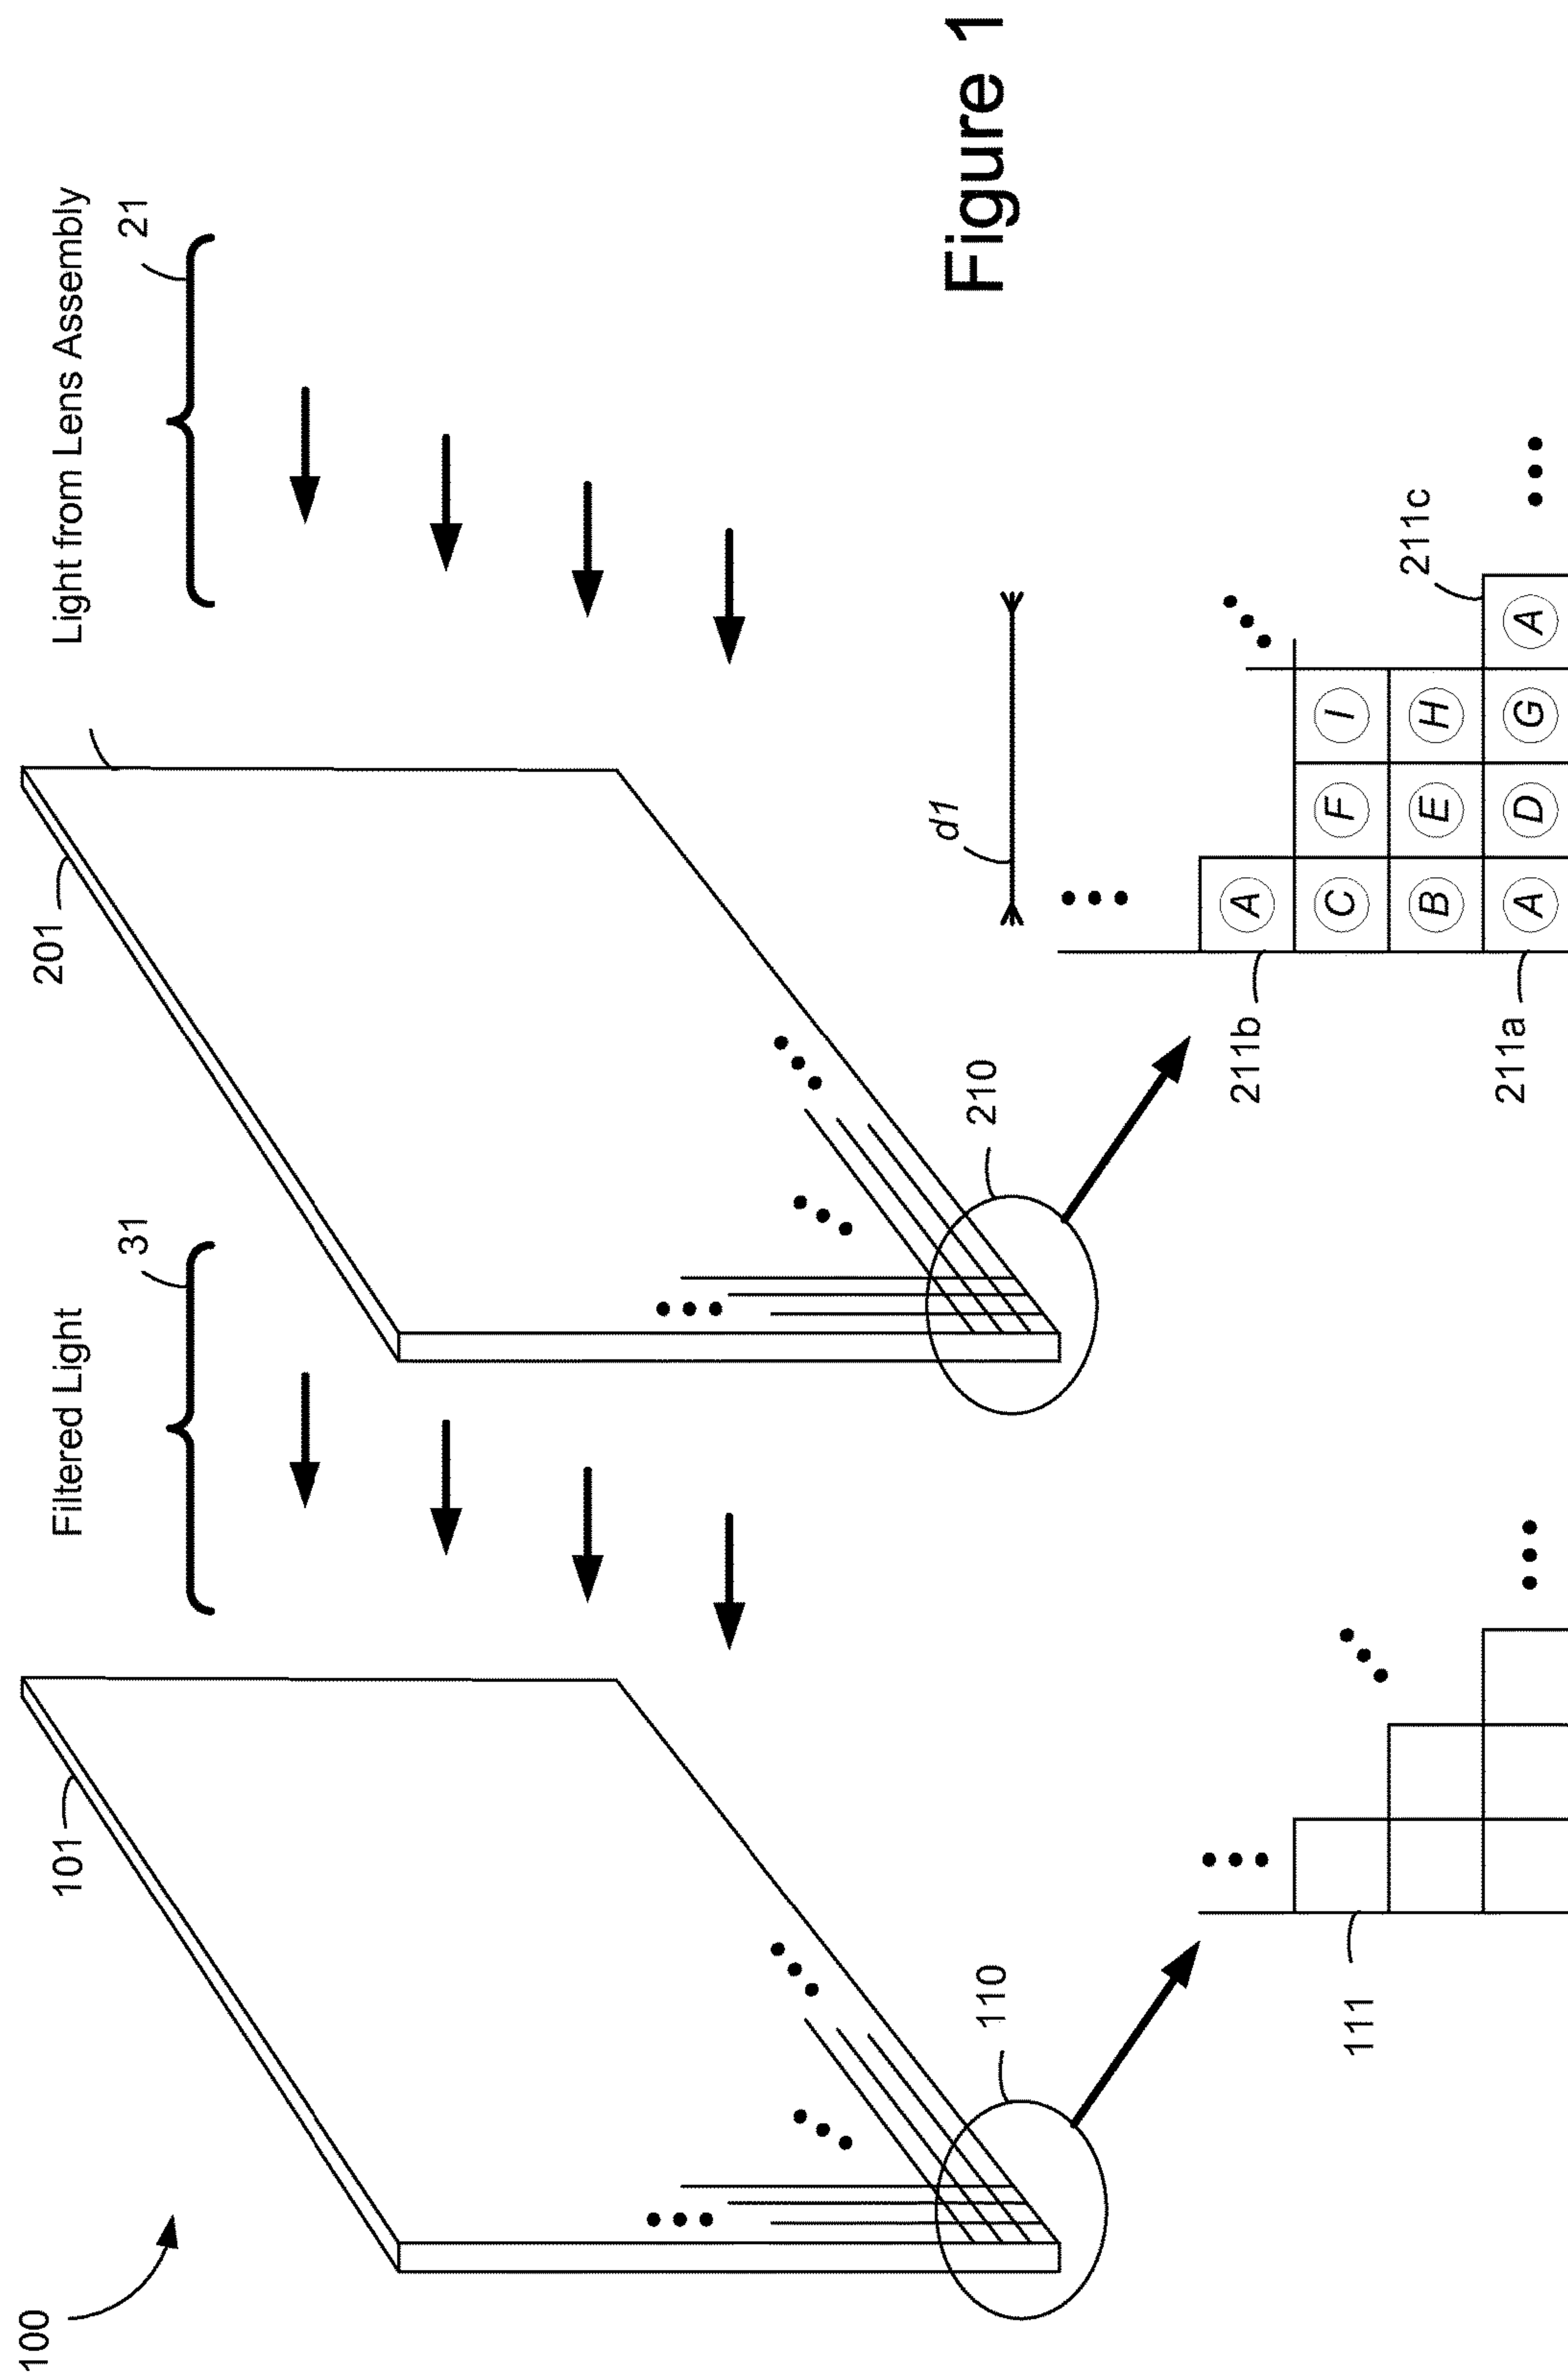 100
101
Filtered Light
31
201
Light from Lens Assembly
21
110
111
210
d1
211b
211a
211c
A
C F I
B E H
A D G A
Figure 1